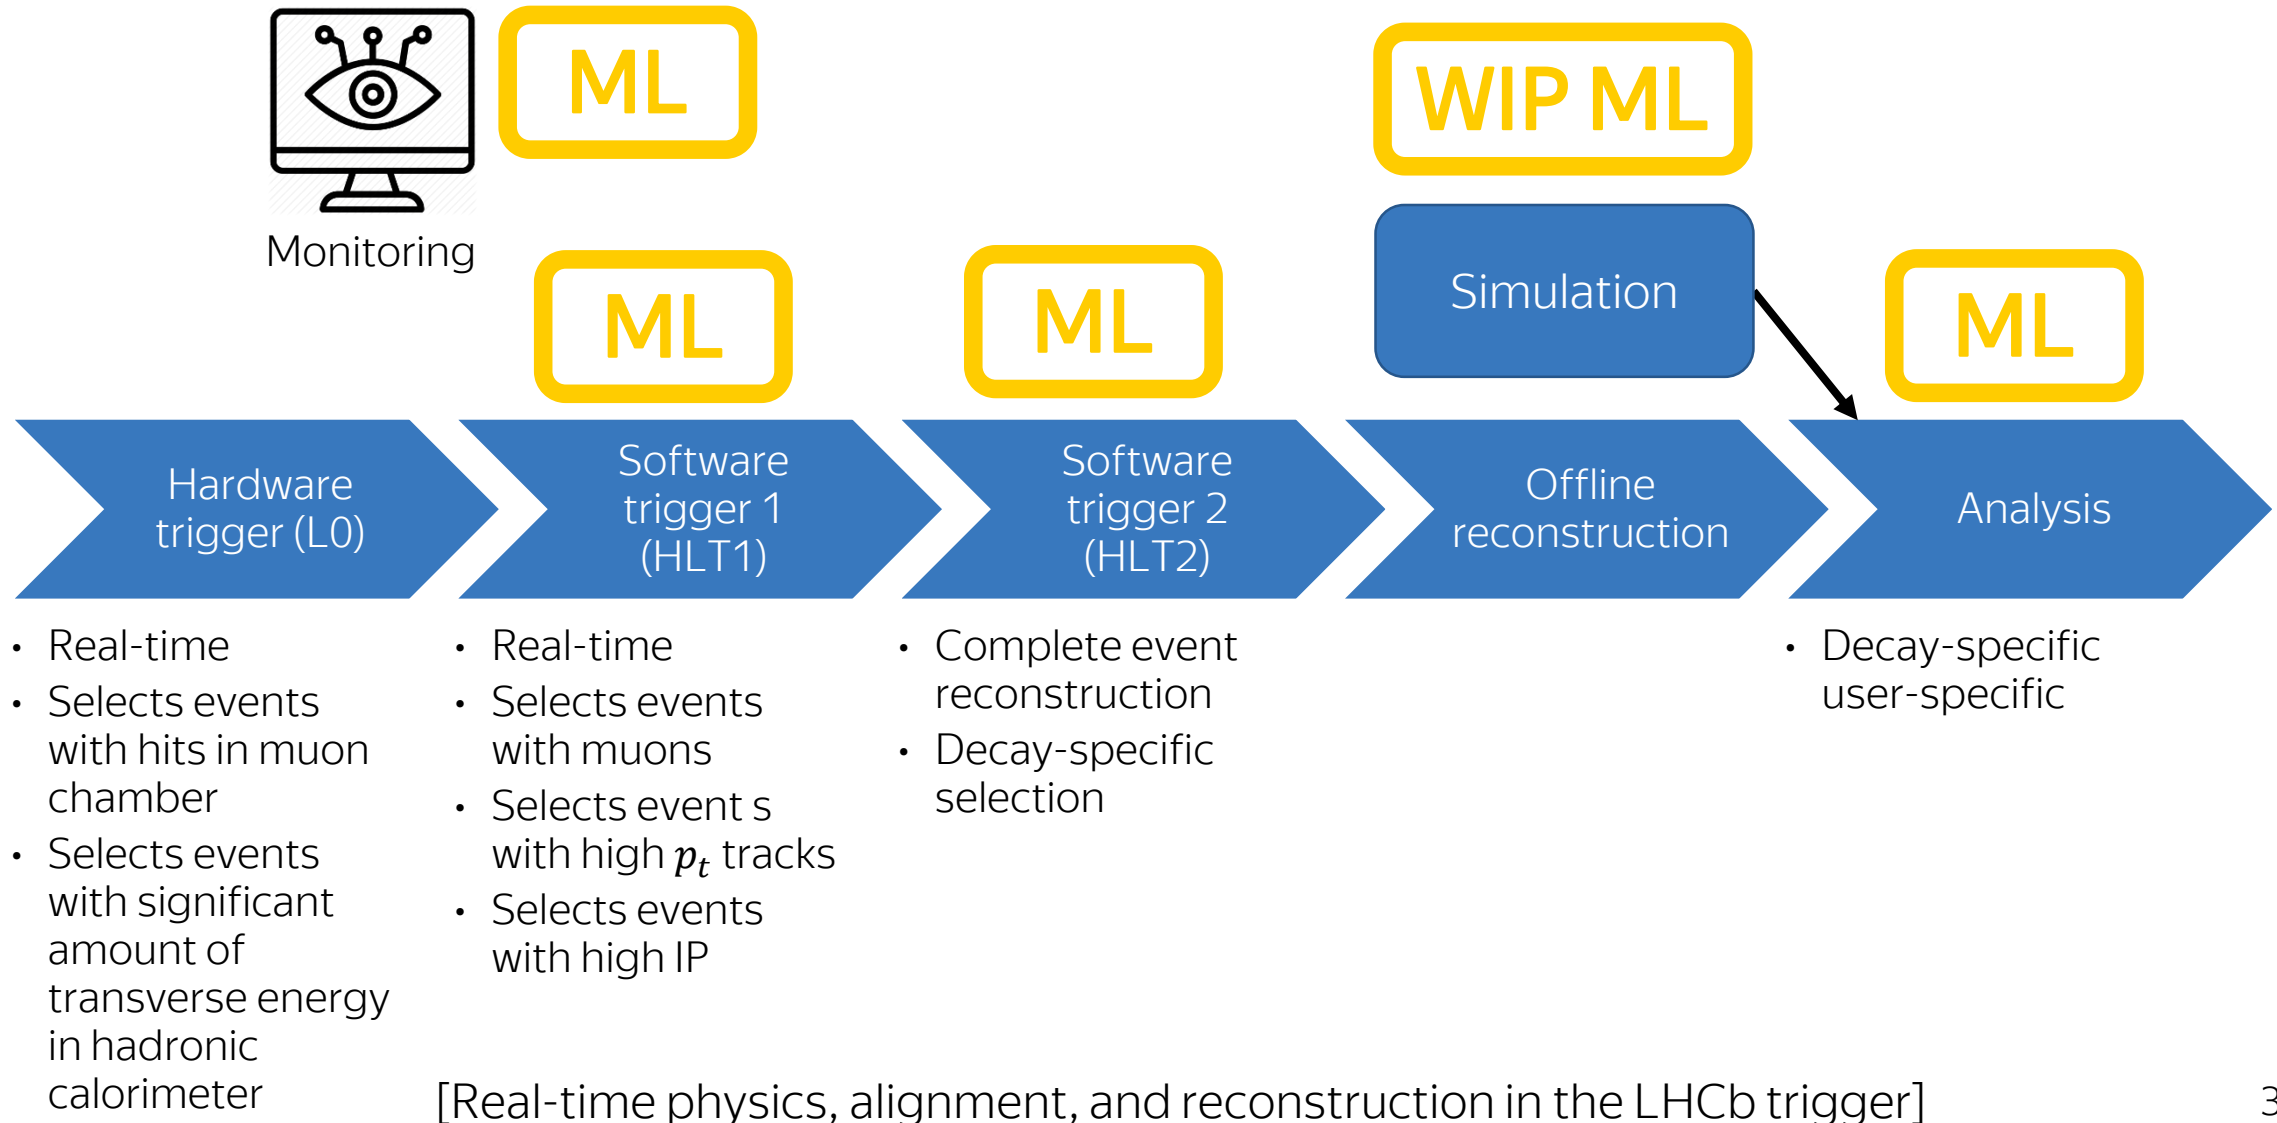 ML
WIP ML
Monitoring
ML
ML
Simulation
ML
Hardware
trigger (L0)
Software
trigger 1
(HLT1)
Software
trigger 2
(HLT2)
Offline
reconstruction
Analysis
• Real-time
• Selects events
with hits in muon
chamber
• Selects events
with significant
amount of
transverse energy
in hadronic
calorimeter
• Real-time
• Selects events
with muons
• Selects event s
with high p_t tracks
• Selects events
with high IP
• Complete event
reconstruction
• Decay-specific
selection
• Decay-specific
user-specific
[Real-time physics, alignment, and reconstruction in the LHCb trigger]